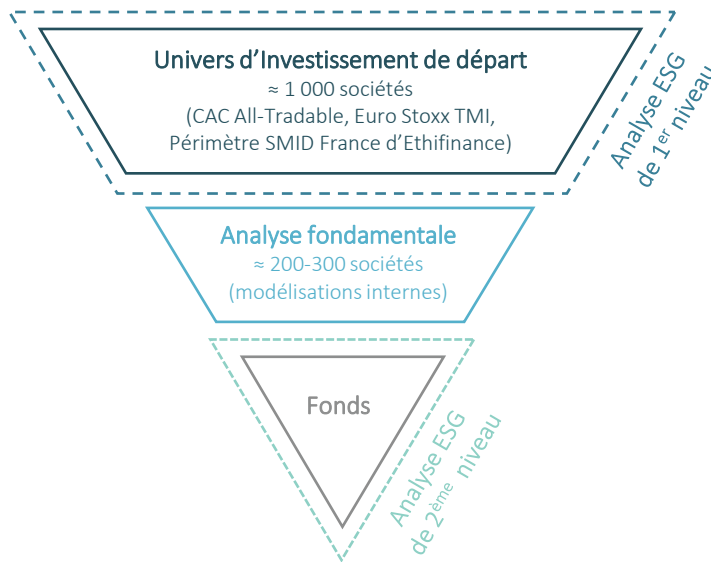 Univers d’Investissement de départ
≈ 1 000 sociétés
(CAC All-Tradable, Euro Stoxx TMI,
Périmètre SMID France d’Ethifinance)
Analyse ESG
de 1er niveau
Analyse fondamentale
≈ 200-300 sociétés
(modélisations internes)
Fonds
Analyse ESG
de 2ème niveau